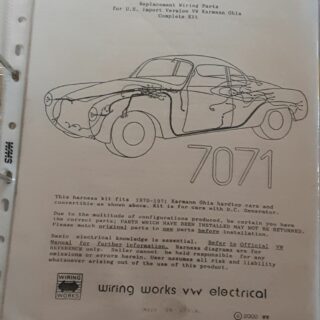 Replacement Wiring Parts
for U.S. import Version VW Karmann Ghia
Complete Kit
7071
This harness kit fits 1970-1971 Karmann Ghia hardtop cars and
convertible as shown above. Kit is for cars with D.C. Generator.
Due to the multitude of configurations produced, be certain you have
the correct parts; PARTS WHICH HAVE BEEN INSTALLED MAY NOT BE RETURNED.
Please match original parts to new parts before installation.
Basic electrical knowledge is essential. Refer to Official VW
Manual for further information. Harness diagrams are for
reference only. Seller cannot be held responsible for any
omissions or errors herein. User assumes all risk and liability
whatsoever arising out of the use of this product.
WIRING
WORKS
wiring works vw electrical
SWS